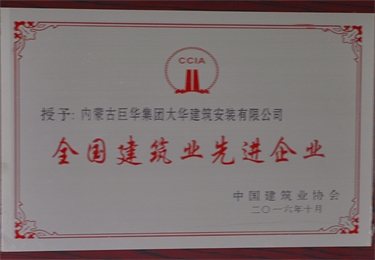 CCIA
授予：内蒙古巨华集团大华建筑安装有限公司
全国建筑业先进企业
中国建筑业协会
二〇一六年十月